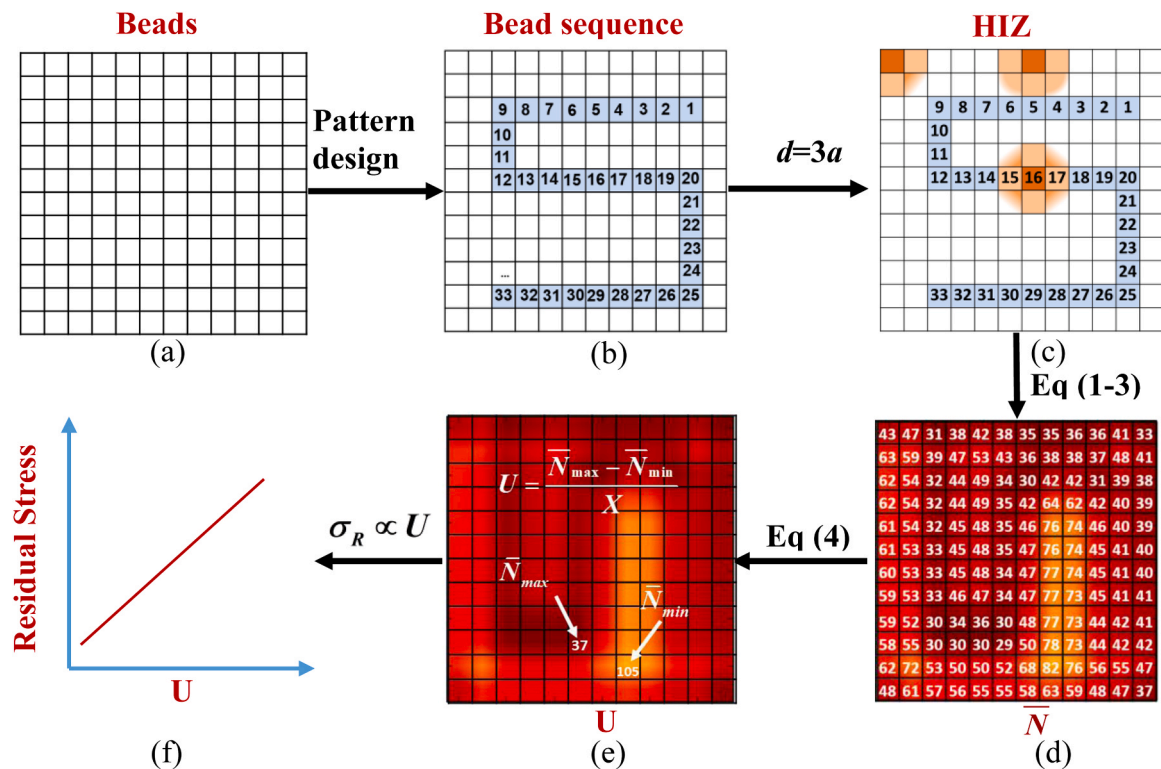 Beads
Bead sequence
HIZ
Pattern
design
d=3a
9 8 7 6 5 4 3 2 1
10
11
12 13 14 15 16 17 18 19 20
21
22
23
...
24
33 32 31 30 29 28 27 26 25
9 8 7 6 5 4 3 2 1
10
11
12 13 14 15 16 17 18 19 20
21
22
23
24
33 32 31 30 29 28 27 26 25
(a)
(b)
(c)
Eq (1-3)
Residual Stress
U
(f)
σ_R ∝ U
U = (N̅max − N̅min) / X
N̅max
N̅min
37
105
U
(e)
Eq (4)
43 47 31 38 42 38 35 35 36 36 41 33
63 59 39 47 53 43 36 38 38 37 48 41
62 54 32 44 49 34 30 42 42 31 39 38
62 54 32 44 49 35 42 64 62 42 40 39
61 54 32 45 48 35 46 76 74 46 40 39
61 53 33 45 48 35 47 76 74 45 41 40
60 53 33 45 48 34 47 77 74 45 41 40
59 53 33 46 47 34 47 77 73 45 41 41
59 52 30 34 36 30 48 77 73 44 42 41
58 55 30 30 30 29 50 78 73 44 42 42
62 72 53 50 50 52 68 82 76 56 55 47
48 61 57 56 55 55 58 63 59 48 47 37
N̅
(d)